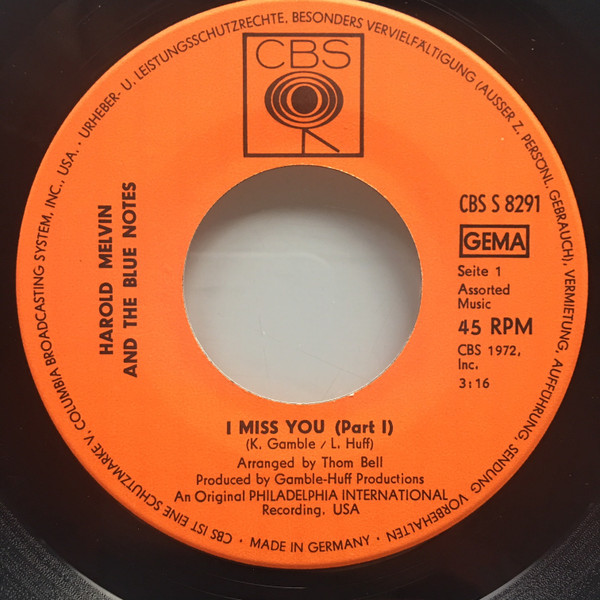 CBS
CBS S 8291
GEMA
Seite 1
Assorted
Music
45 RPM
CBS 1972,
Inc.
3:16
HAROLD MELVIN
AND THE BLUE NOTES
I MISS YOU (Part I)
(K. Gamble / L. Huff)
Arranged by Thom Bell
Produced by Gamble-Huff Productions
An Original PHILADELPHIA INTERNATIONAL
Recording, USA
CBS IST EINE SCHUTZMARKE V. COLUMBIA BROADCASTING SYSTEM, INC., USA. • URHEBER- U. LEISTUNGSSCHUTZRECHTE, BESONDERS VERVIELFÄLTIGUNG (AUSSER Z. PERSÖNL. GEBRAUCH), VERMIETUNG, AUFFÜHRUNG, SENDUNG VORBEHALTEN • MADE IN GERMANY •